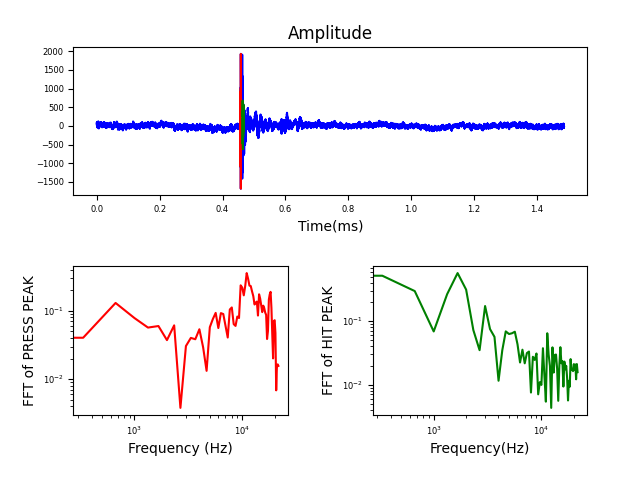 Amplitude
2000
1500
1000
500
0
−500
−1000
−1500
0.0 0.2 0.4 0.6 0.8 1.0 1.2 1.4
Time(ms)
FFT of PRESS PEAK
10⁻¹
10⁻²
10³ 10⁴
Frequency (Hz)
FFT of HIT PEAK
10⁻¹
10⁻²
10³ 10⁴
Frequency(Hz)